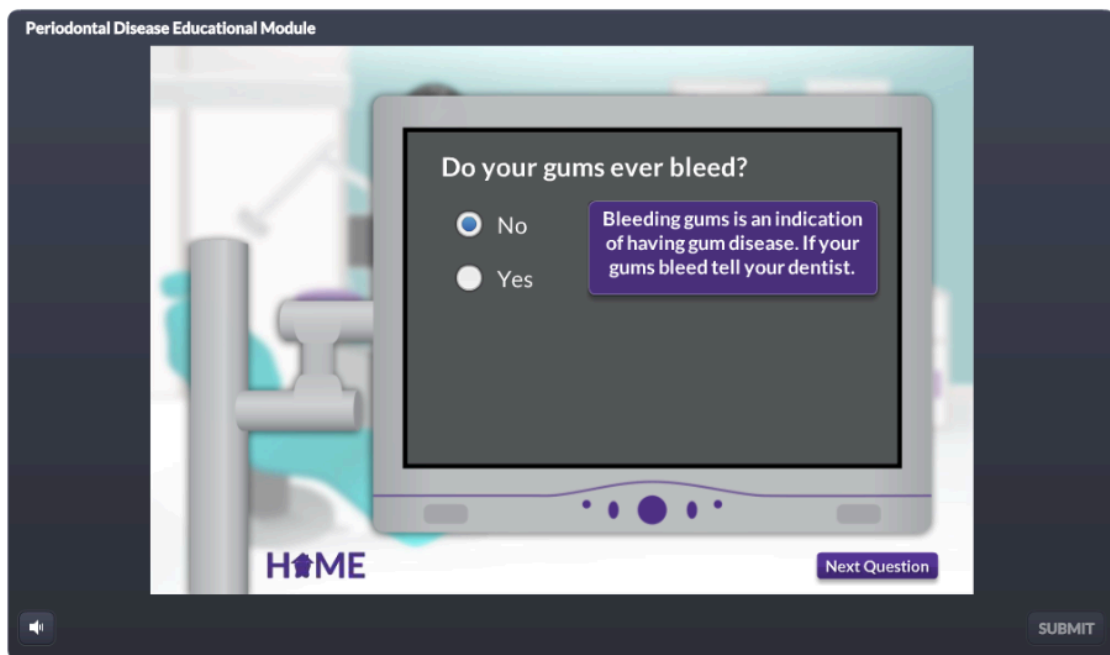 Periodontal Disease Educational Module
Do your gums ever bleed?
No
Yes
Bleeding gums is an indication
of having gum disease. If your
gums bleed tell your dentist.
HOME
Next Question
SUBMIT